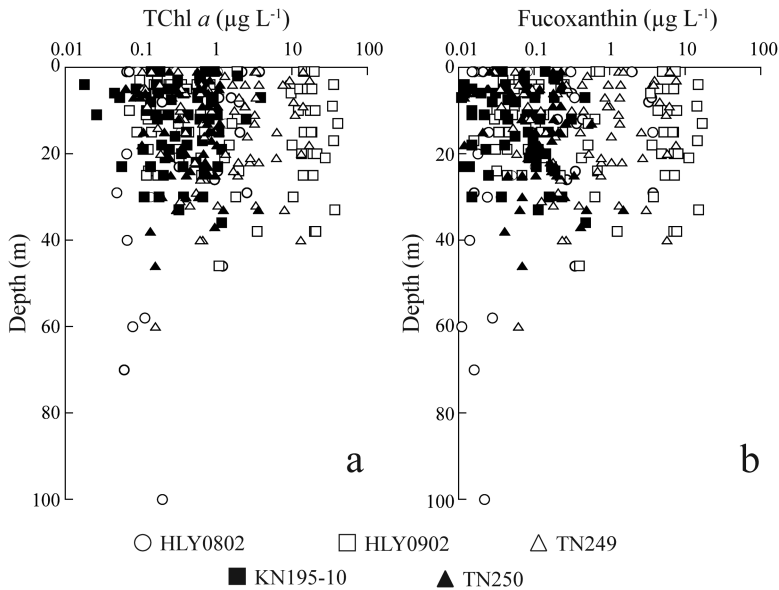 TChl a (µg L-1)
Fucoxanthin (µg L-1)
0.01 0.1 1 10 100
0.01 0.1 1 10 100
0
20
40
60
80
100
Depth (m)
a
0
20
40
60
80
100
Depth (m)
b
HLY0802 HLY0902 TN249
KN195-10 TN250